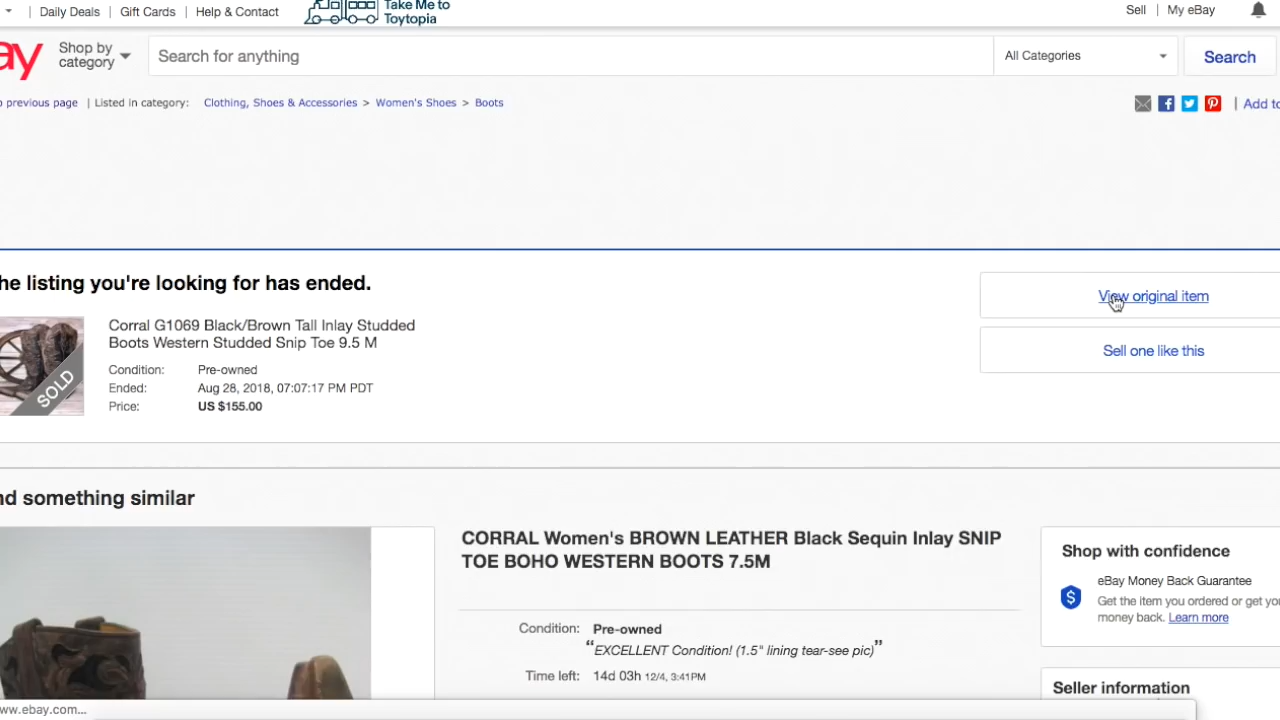 Daily Deals | Gift Cards | Help & Contact
Take Me to
Toytopia
Sell | My eBay
ay
Shop by
category
Search for anything
All Categories
Search
previous page | Listed in category: Clothing, Shoes & Accessories > Women's Shoes > Boots
| Add to
he listing you're looking for has ended.
View original item
Corral G1069 Black/Brown Tall Inlay Studded
Boots Western Studded Snip Toe 9.5 M
Sell one like this
Condition: Pre-owned
Ended: Aug 28, 2018, 07:07:17 PM PDT
Price: US $155.00
SOLD
nd something similar
CORRAL Women's BROWN LEATHER Black Sequin Inlay SNIP
TOE BOHO WESTERN BOOTS 7.5M
Shop with confidence
eBay Money Back Guarantee
Get the item you ordered or get you
money back. Learn more
Condition: Pre-owned
“EXCELLENT Condition! (1.5" lining tear-see pic)”
Time left: 14d 03h 12/4, 3:41PM
Seller information
ww.ebay.com...